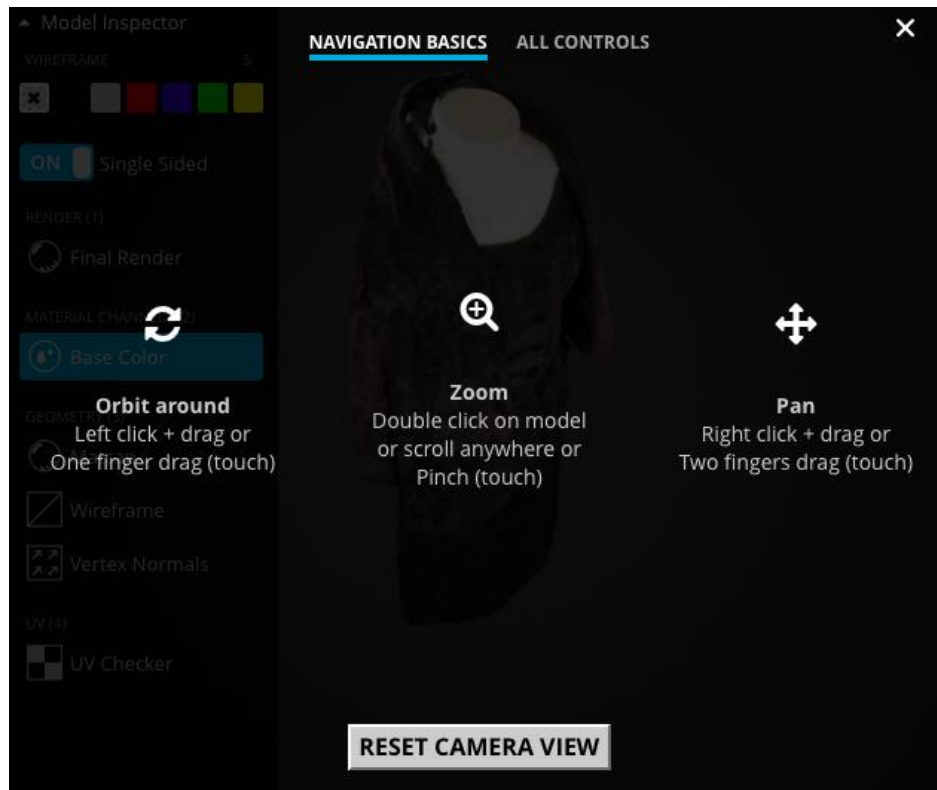 Model Inspector
WIREFRAME 5
ON Single Sided
RENDER (1)
Final Render
Base Color
Wireframe
Vertex Normals
UV (4)
UV Checker
NAVIGATION BASICS ALL CONTROLS
Orbit around
Left click + drag or
One finger drag (touch)
Zoom
Double click on model
or scroll anywhere or
Pinch (touch)
Pan
Right click + drag or
Two fingers drag (touch)
RESET CAMERA VIEW